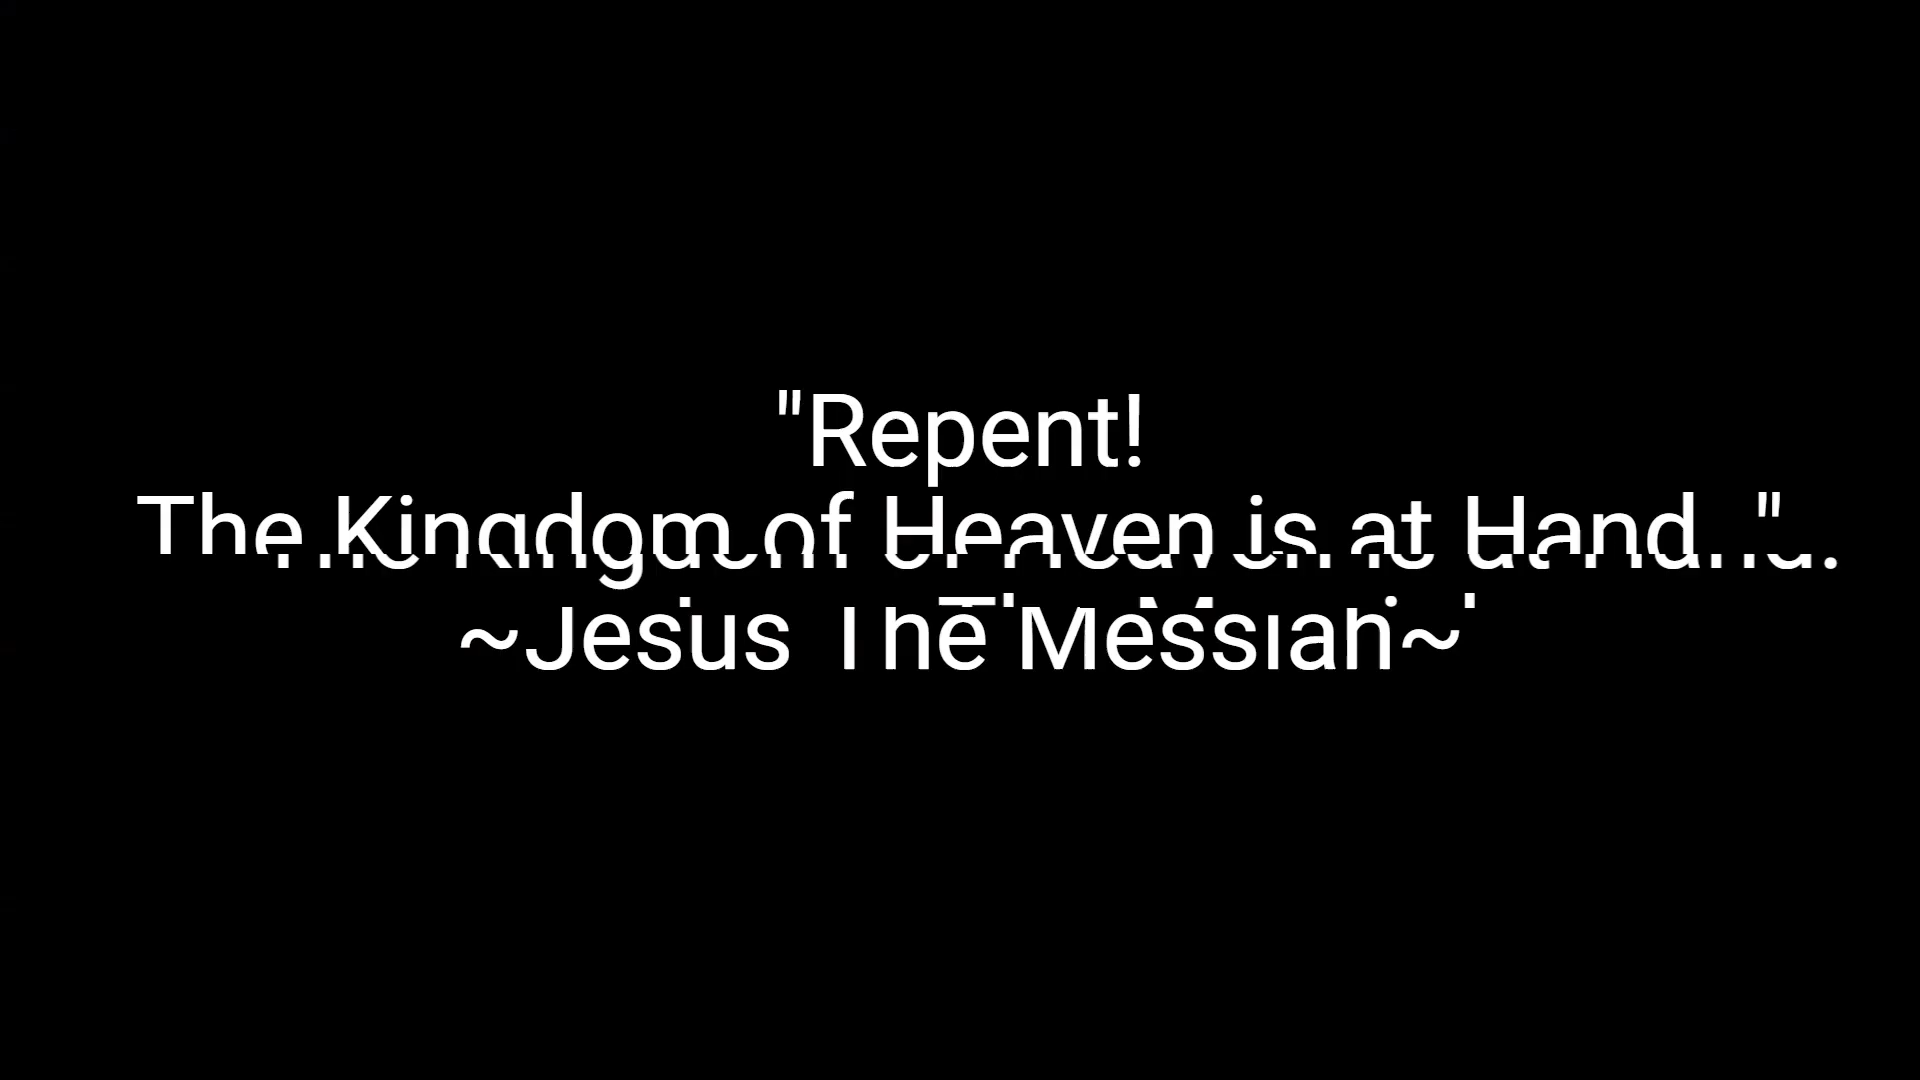 "Repent!
The Kingdom of Heaven is at Hand."
~Jesus The Messiah~